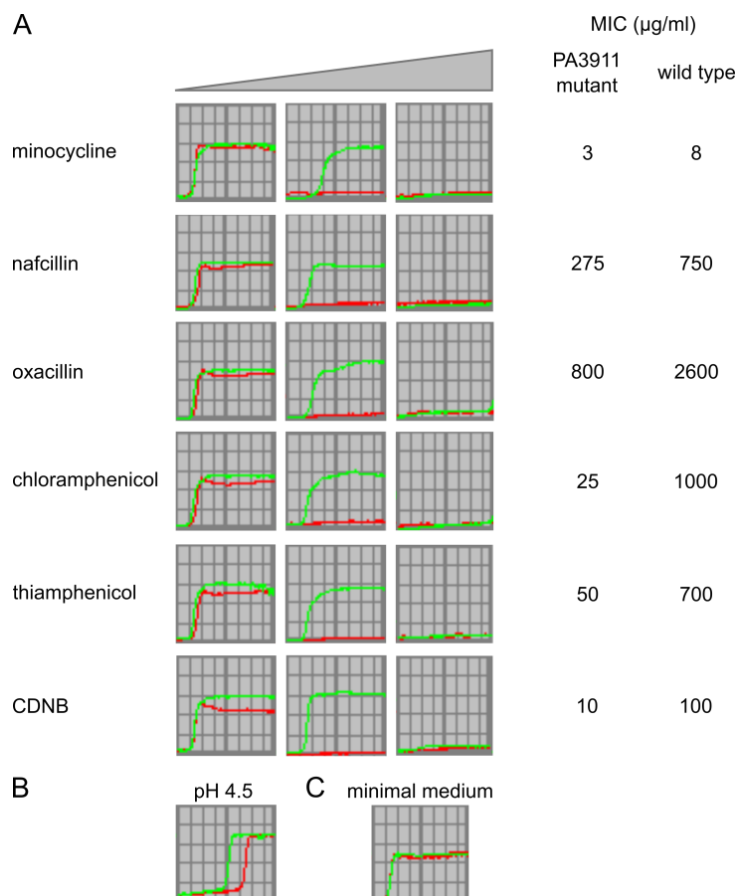 A
MIC (µg/ml)
PA3911 mutant
wild type
minocycline 3 8
nafcillin 275 750
oxacillin 800 2600
chloramphenicol 25 1000
thiamphenicol 50 700
CDNB 10 100
B pH 4.5 C minimal medium